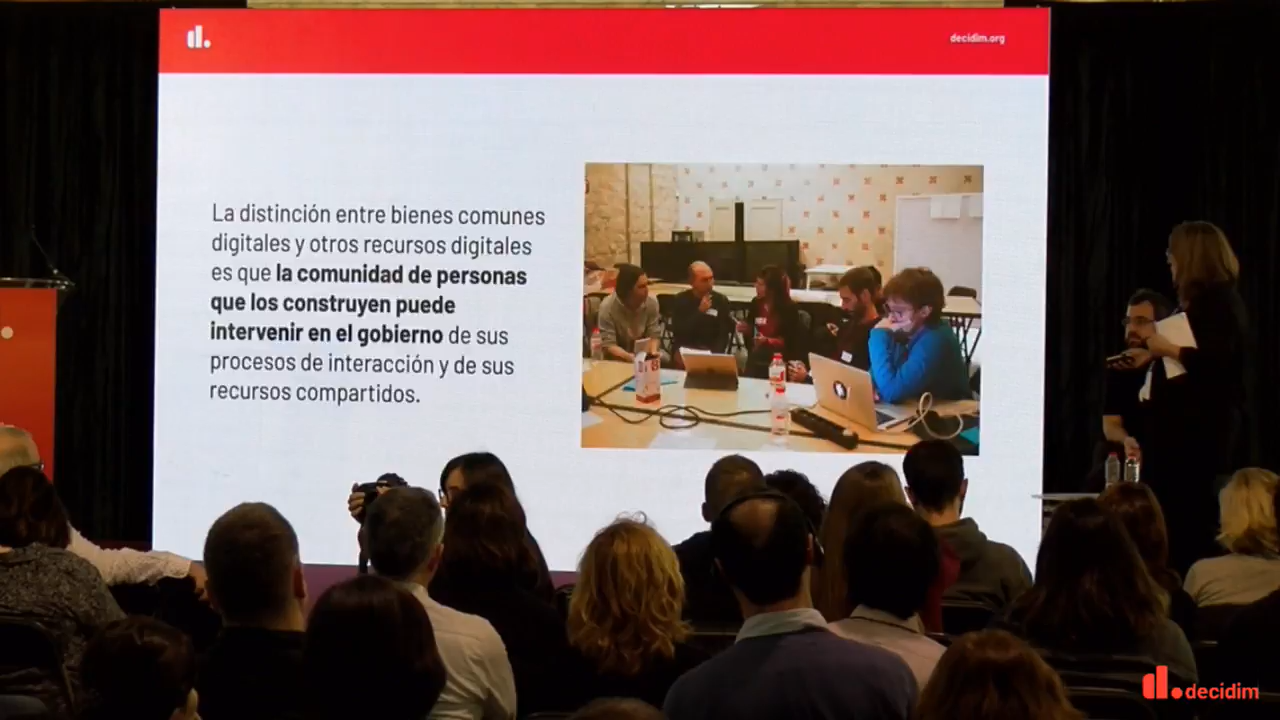 d.
decidim.org
La distinción entre bienes comunes
digitales y otros recursos digitales
es que la comunidad de personas
que los construyen puede
intervenir en el gobierno de sus
procesos de interacción y de sus
recursos compartidos.
d.decidim